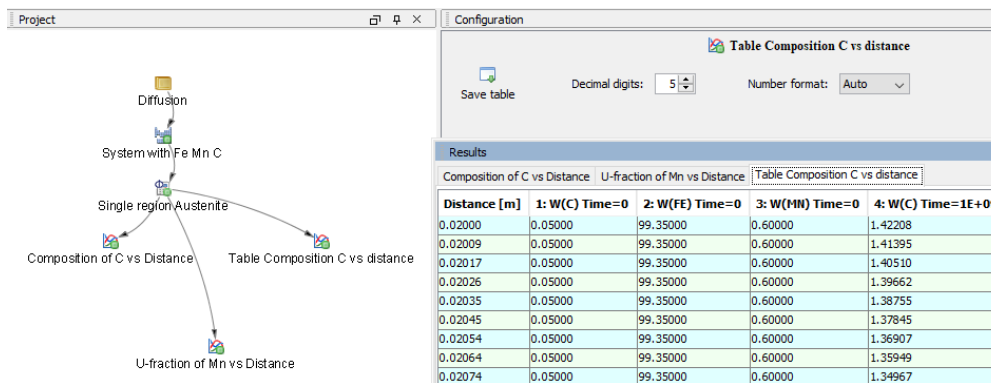 Project
Diffusion
System with Fe Mn C
Single region Austenite
Composition of C vs Distance
Table Composition C vs distance
U-fraction of Mn vs Distance
Configuration
Table Composition C vs distance
Save table
Decimal digits: 5
Number format: Auto
Results
Composition of C vs Distance U-fraction of Mn vs Distance Table Composition C vs distance
Distance [m] 1: W(C) Time=0 2: W(FE) Time=0 3: W(MN) Time=0 4: W(C) Time=1E+09
0.02000 0.05000 99.35000 0.60000 1.42208
0.02009 0.05000 99.35000 0.60000 1.41395
0.02017 0.05000 99.35000 0.60000 1.40510
0.02026 0.05000 99.35000 0.60000 1.39662
0.02035 0.05000 99.35000 0.60000 1.38755
0.02045 0.05000 99.35000 0.60000 1.37845
0.02054 0.05000 99.35000 0.60000 1.36907
0.02064 0.05000 99.35000 0.60000 1.35949
0.02074 0.05000 99.35000 0.60000 1.34967